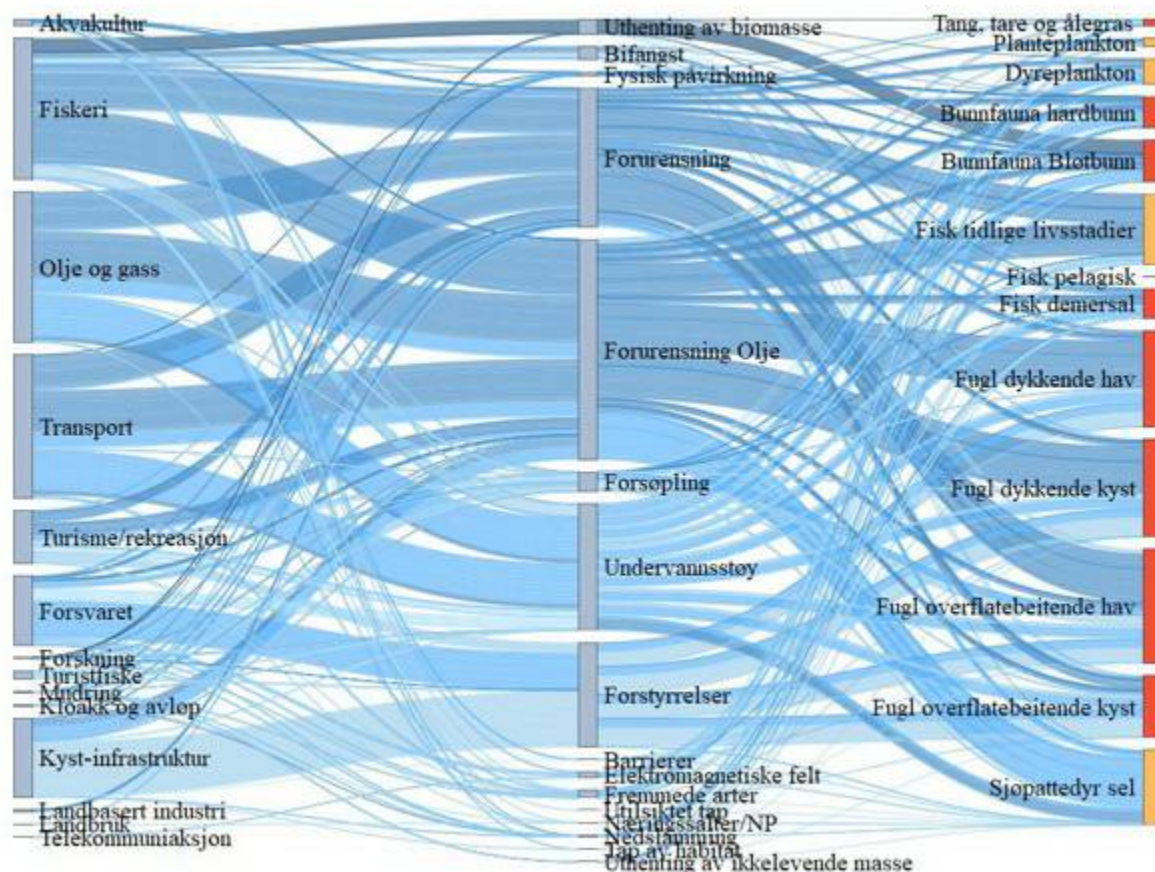 Akvakultur
Fiskeri
Olje og gass
Transport
Turisme/rekreasjon
Forsvaret
Forskning
Turistfiske
Mudring
Kloakk og avløp
Kyst-infrastruktur
Landbasert industri
Landbruk
Telekommuniaksjon
Uthenting av biomasse
Bifangst
Fysisk påvirkning
Forurensning
Forurensning Olje
Forsøpling
Undervannsstøy
Forstyrrelser
Barrierer
Elektromagnetiske felt
Fremmede arter
Utilsiktet tap
Næringssalter/NP
Nedslamming
Tap av habitat
Uthenting av ikkelevende masse
Tang, tare og ålegras
Planteplankton
Dyreplankton
Bunnfauna hardbunn
Bunnfauna Bløtbunn
Fisk tidlige livsstadier
Fisk pelagisk
Fisk demersal
Fugl dykkende hav
Fugl dykkende kyst
Fugl overflatebeitende hav
Fugl overflatebeitende kyst
Sjøpattedyr sel